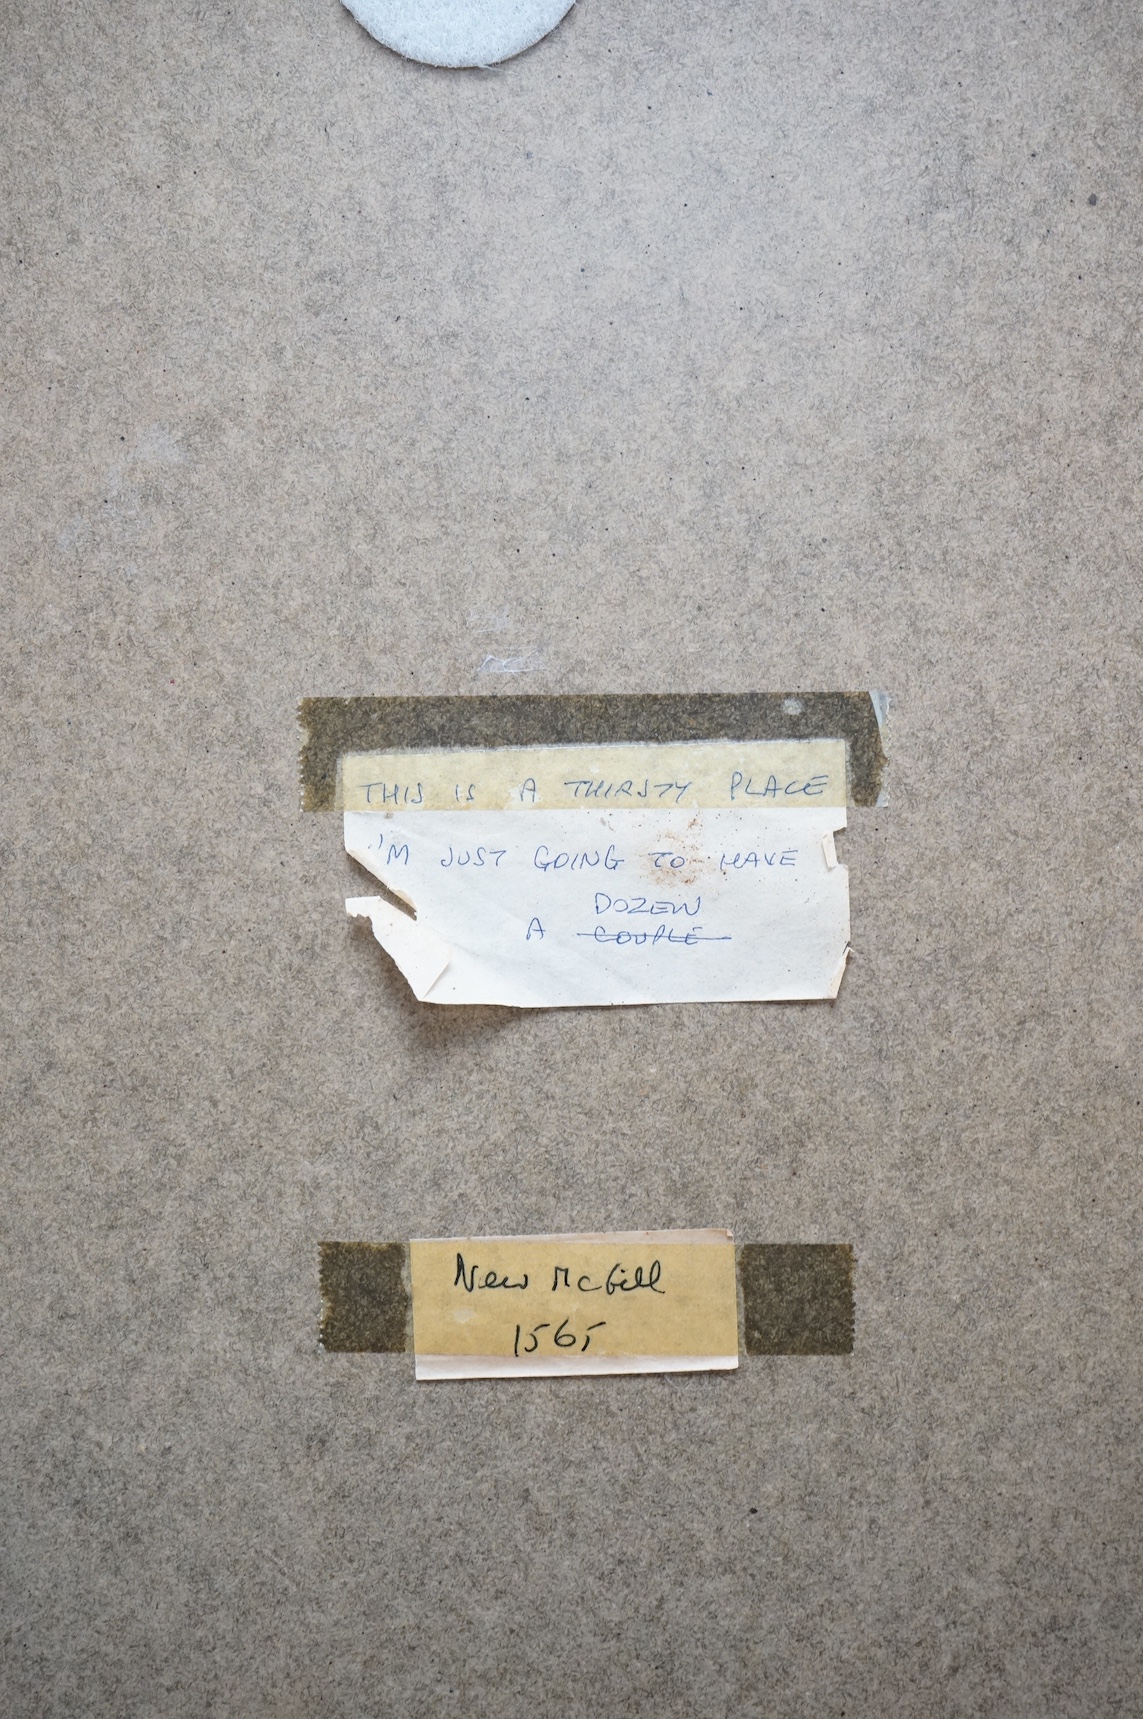 THIS IS A THIRSTY PLACE
I'M JUST GOING TO HAVE
DOZEN
A COUPLE
New McGill
1565